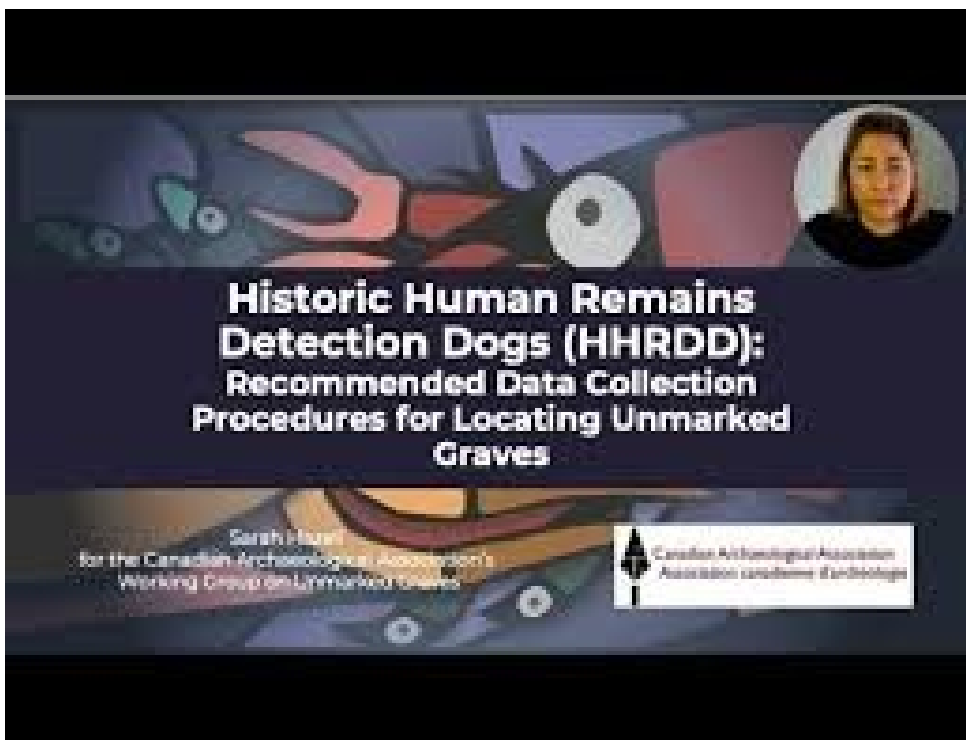 Historic Human Remains
Detection Dogs (HHRDD):
Recommended Data Collection
Procedures for Locating Unmarked
Graves
Sarah
for the Canadian Archaeological Association's
Working Group on Unmarked Graves
Canadian Archaeological Association
Association canadienne d'archéologie